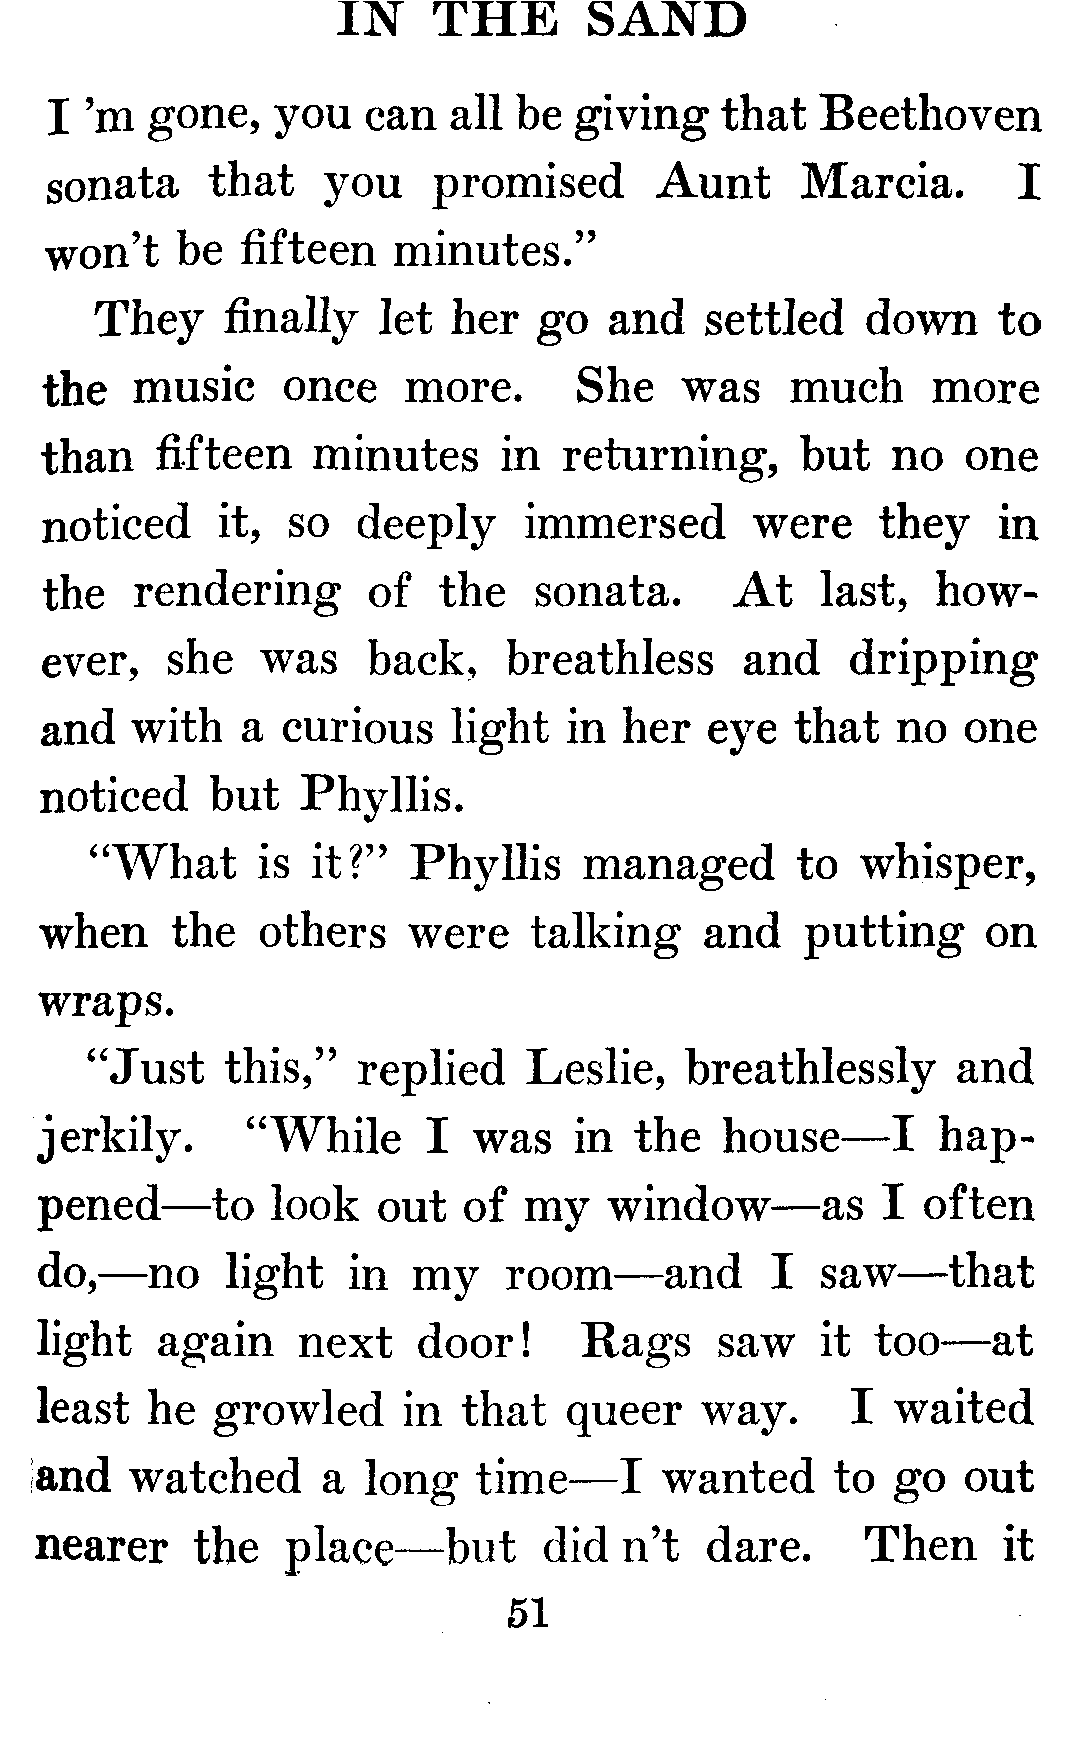 IN THE SAND
I 'm gone, you can all be giving that Beethoven
sonata that you promised Aunt Marcia. I
won't be fifteen minutes."
They finally let her go and settled down to
the music once more. She was much more
than fifteen minutes in returning, but no one
noticed it, so deeply immersed were they in
the rendering of the sonata. At last, how-
ever, she was back, breathless and dripping
and with a curious light in her eye that no one
noticed but Phyllis.
"What is it?" Phyllis managed to whisper,
when the others were talking and putting on
wraps.
"Just this," replied Leslie, breathlessly and
jerkily. "While I was in the house—I hap-
pened—to look out of my window—as I often
do,—no light in my room—and I saw—that
light again next door! Rags saw it too—at
least he growled in that queer way. I waited
and watched a long time—I wanted to go out
nearer the place—but did n't dare. Then it
51